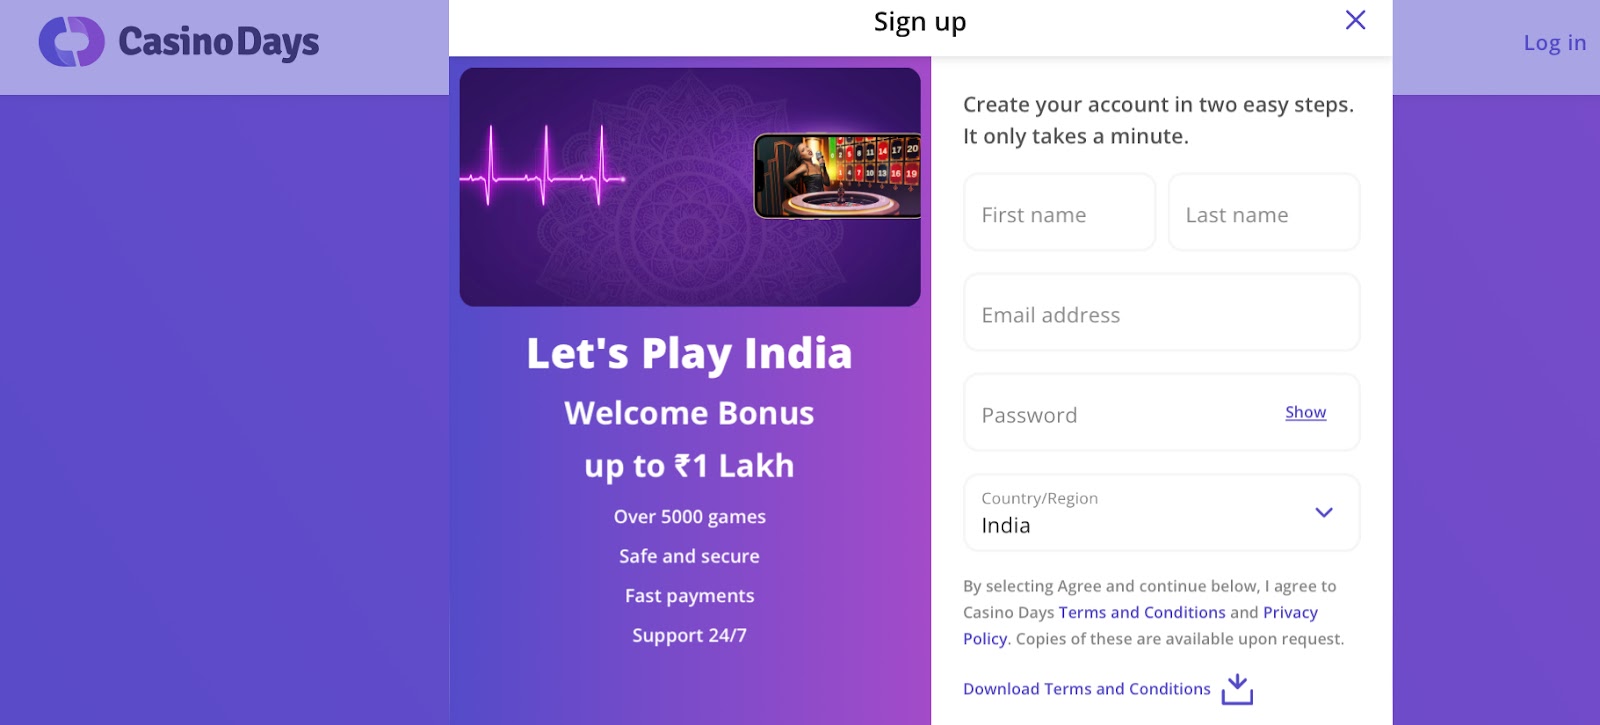 Casino Days
Sign up
Log in
Let's Play India
Welcome Bonus
up to ₹1 Lakh
Over 5000 games
Safe and secure
Fast payments
Support 24/7
Create your account in two easy steps.
It only takes a minute.
First name
Last name
Email address
Password
Show
Country/Region
India
By selecting Agree and continue below, I agree to
Casino Days Terms and Conditions and Privacy
Policy. Copies of these are available upon request.
Download Terms and Conditions